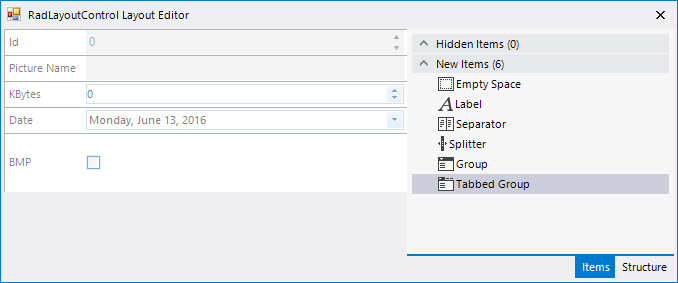 RadLayoutControl Layout Editor
Id 0
Picture Name
KBytes 0
Date Monday, June 13, 2016
BMP
Hidden Items (0)
New Items (6)
Empty Space
Label
Separator
Splitter
Group
Tabbed Group
Items Structure